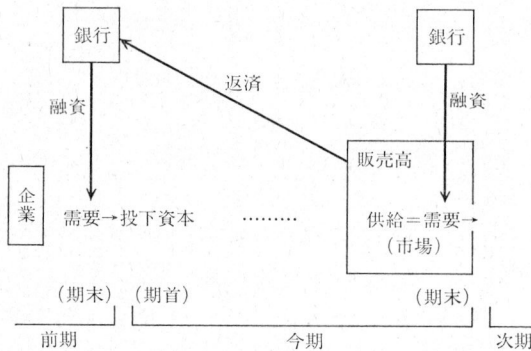 銀行
銀行
返済
融資
融資
販売高
企業
需要→投下資本
………
供給＝需要→
（市場）
（期末）
（期首）
（期末）
前期
今期
次期